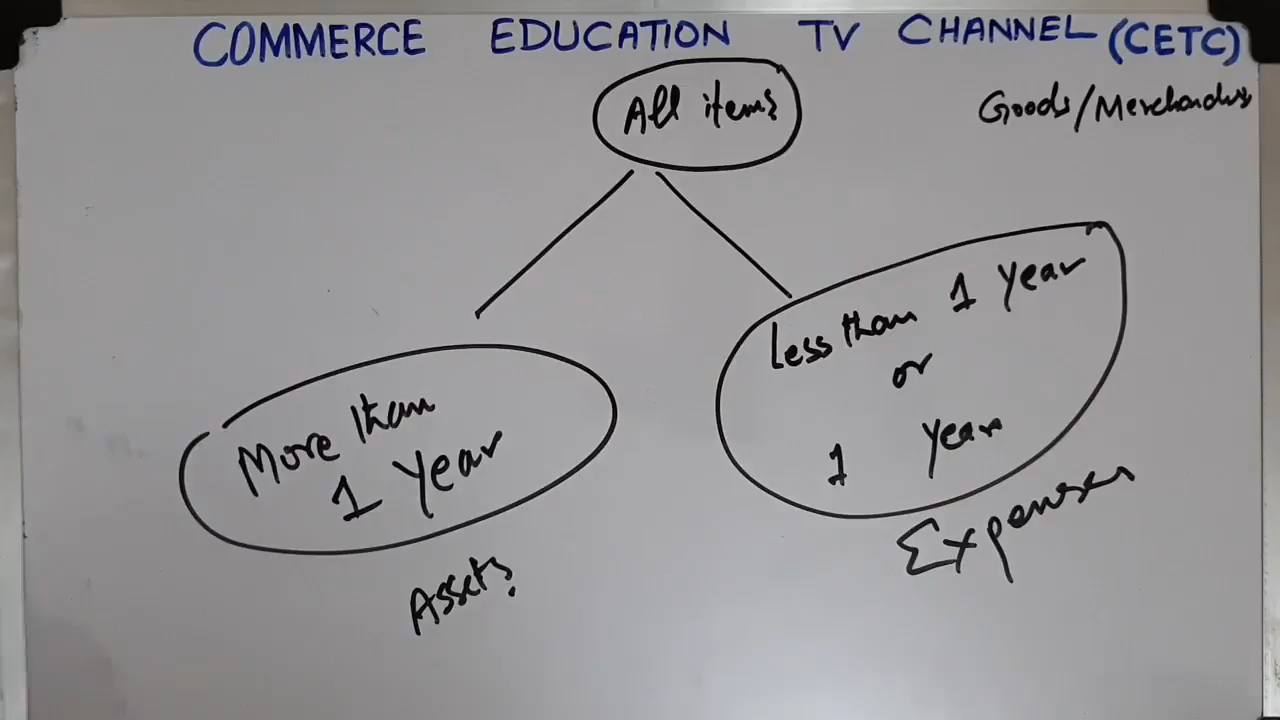 COMMERCE EDUCATION TV CHANNEL (CETC)
All items
Goods/Merchandise
More than
1 Year
Assets
Less than 1 Year
or
1 Year
Expenses